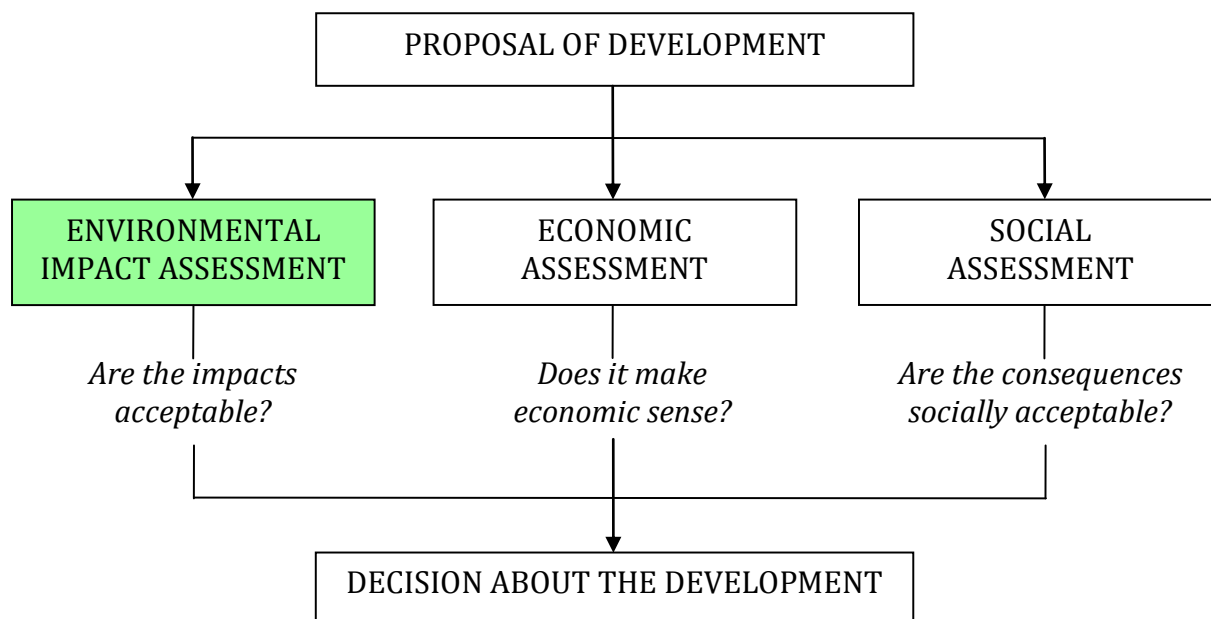 PROPOSAL OF DEVELOPMENT
ENVIRONMENTAL
IMPACT ASSESSMENT
ECONOMIC
ASSESSMENT
SOCIAL
ASSESSMENT
Are the impacts
acceptable?
Does it make
economic sense?
Are the consequences
socially acceptable?
DECISION ABOUT THE DEVELOPMENT